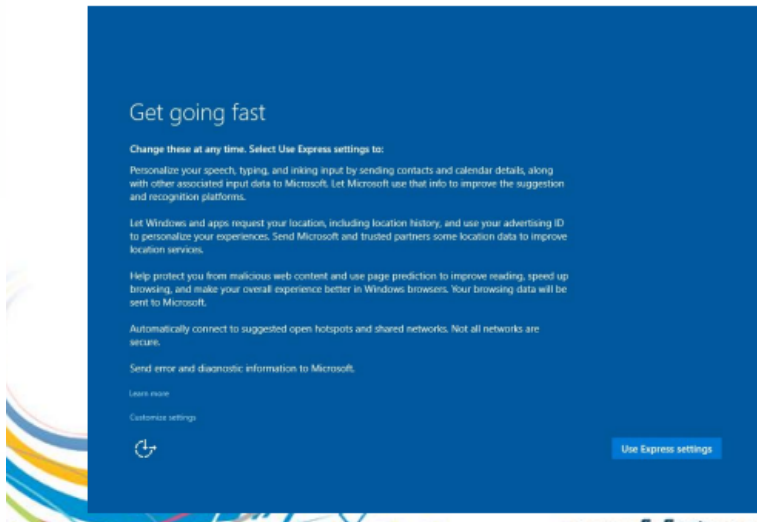 Get going fast
Change these at any time. Select Use Express settings to:
Personalize your speech, typing, and inking input by sending contacts and calendar details, along
with other associated input data to Microsoft. Let Microsoft use that info to improve the suggestion
and recognition platforms.
Let Windows and apps request your location, including location history, and use your advertising ID
to personalize your experiences. Send Microsoft and trusted partners some location data to improve
location services.
Help protect you from malicious web content and use page prediction to improve reading, speed up
browsing, and make your overall experience better in Windows browsers. Your browsing data will be
sent to Microsoft.
Automatically connect to suggested open hotspots and shared networks. Not all networks are
secure.
Send error and diagnostic information to Microsoft.
Learn more
Customize settings
Use Express settings